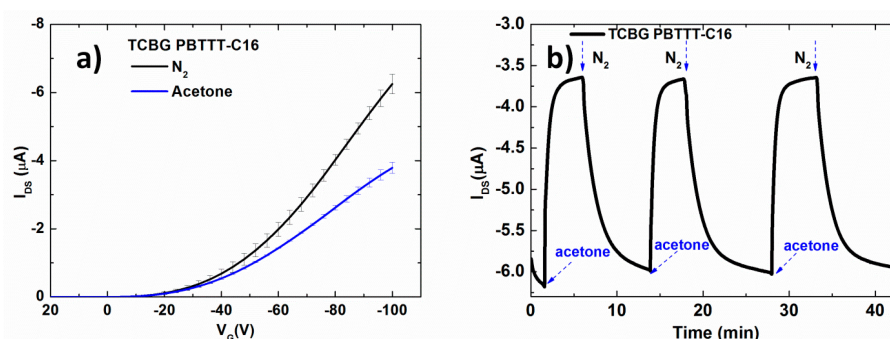 a)
TCBG PBTTT-C16
N2
Acetone
-8
-6
-4
-2
0
IDS (μA)
20 0 -20 -40 -60 -80 -100
VG(V)
b)
TCBG PBTTT-C16
N2 N2 N2
-3.0
-3.5
-4.0
-4.5
-5.0
-5.5
-6.0
IDS(μA)
acetone acetone acetone
0 10 20 30 40
Time (min)